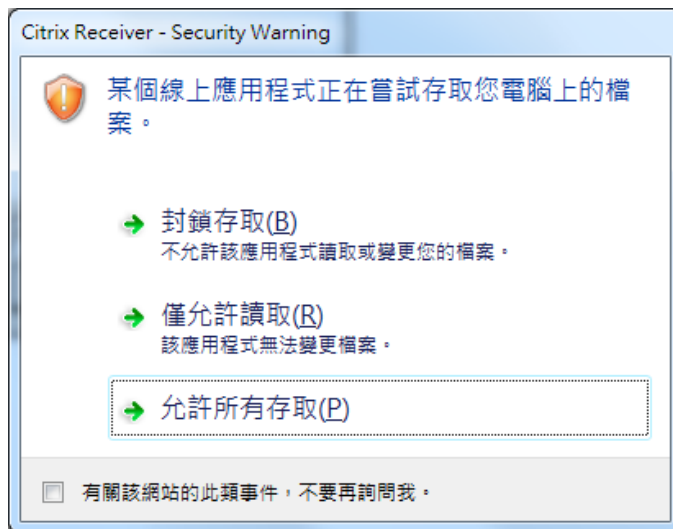 Citrix Receiver - Security Warning
某個線上應用程式正在嘗試存取您電腦上的檔
案。
封鎖存取(B)
不允許該應用程式讀取或變更您的檔案。
僅允許讀取(R)
該應用程式無法變更檔案。
允許所有存取(P)
有關該網站的此類事件，不要再詢問我。